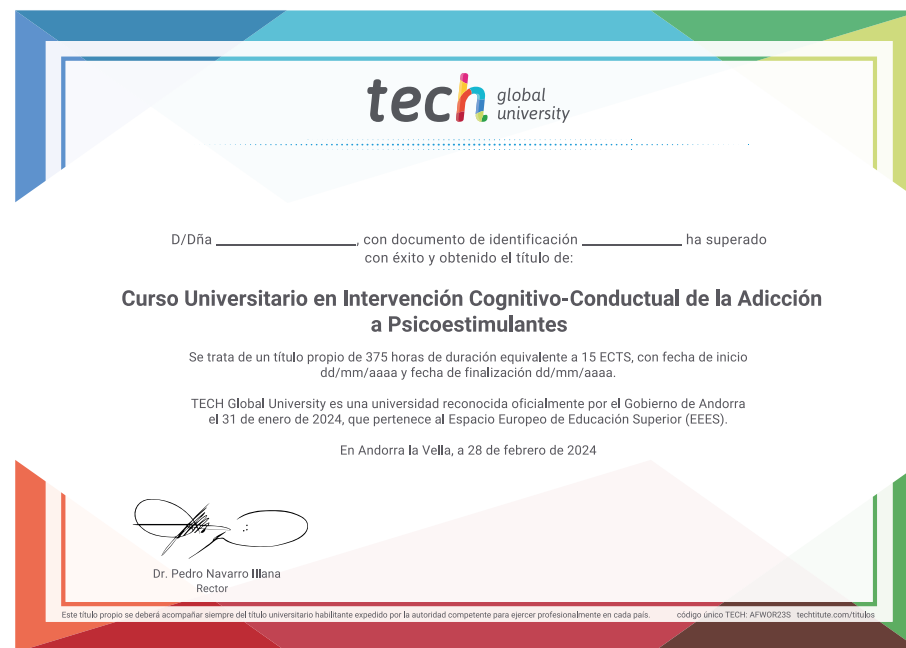 tech global university
D/Dña ____________, con documento de identificación ____________ ha superado
con éxito y obtenido el título de:
Curso Universitario en Intervención Cognitivo-Conductual de la Adicción
a Psicoestimulantes
Se trata de un título propio de 375 horas de duración equivalente a 15 ECTS, con fecha de inicio
dd/mm/aaaa y fecha de finalización dd/mm/aaaa.
TECH Global University es una universidad reconocida oficialmente por el Gobierno de Andorra
el 31 de enero de 2024, que pertenece al Espacio Europeo de Educación Superior (EEES).
En Andorra la Vella, a 28 de febrero de 2024
Dr. Pedro Navarro Illana
Rector
Este título propio se deberá acompañar siempre del título universitario habilitante expedido por la autoridad competente para ejercer profesionalmente en cada país. código único TECH: AFWOR23S techtitute.com/títulos